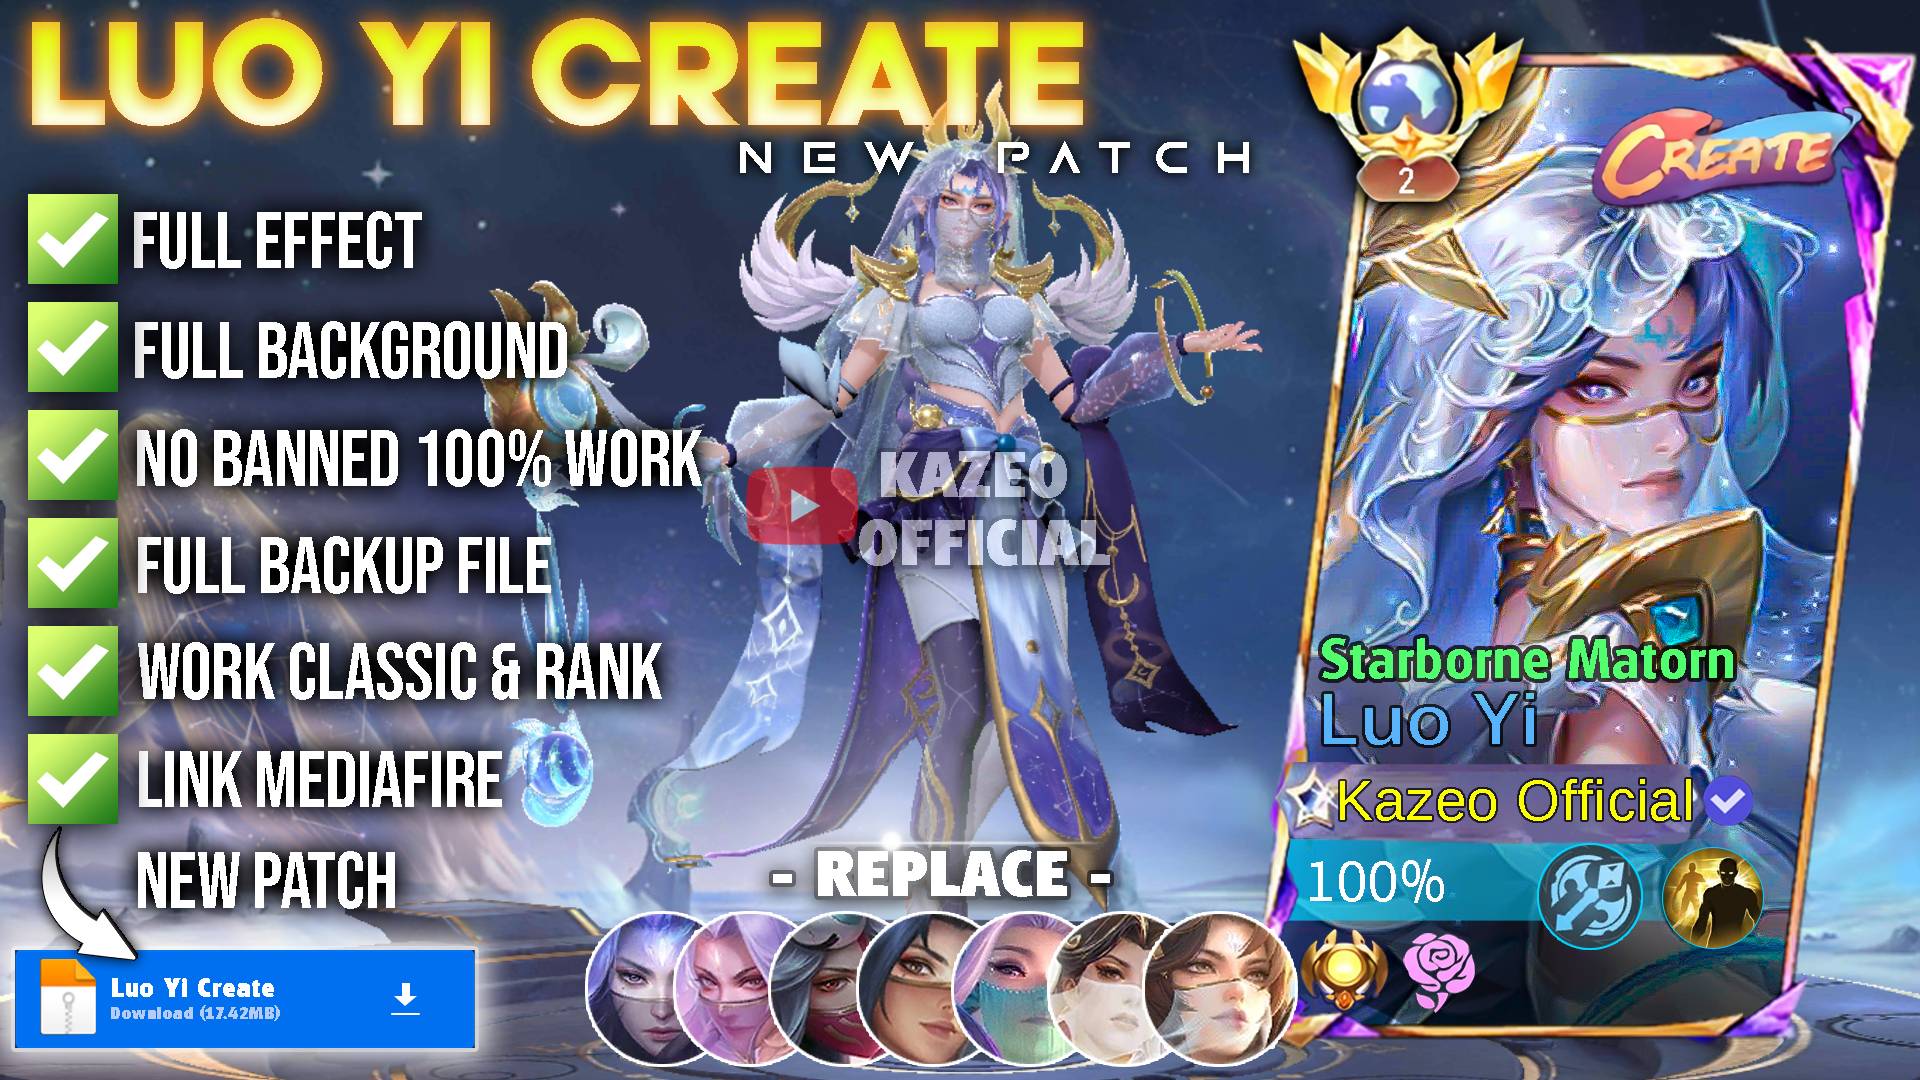 LUO YI CREATE
NEW PATCH
FULL EFFECT
FULL BACKGROUND
NO BANNED 100% WORK
FULL BACKUP FILE
WORK CLASSIC & RANK
LINK MEDIAFIRE
NEW PATCH
Luo Yi Create
Download (17.42MB)
KAZEO
OFFICIAL
- REPLACE -
2
CREATE
Starborne Matorn
Luo Yi
Kazeo Official
100%